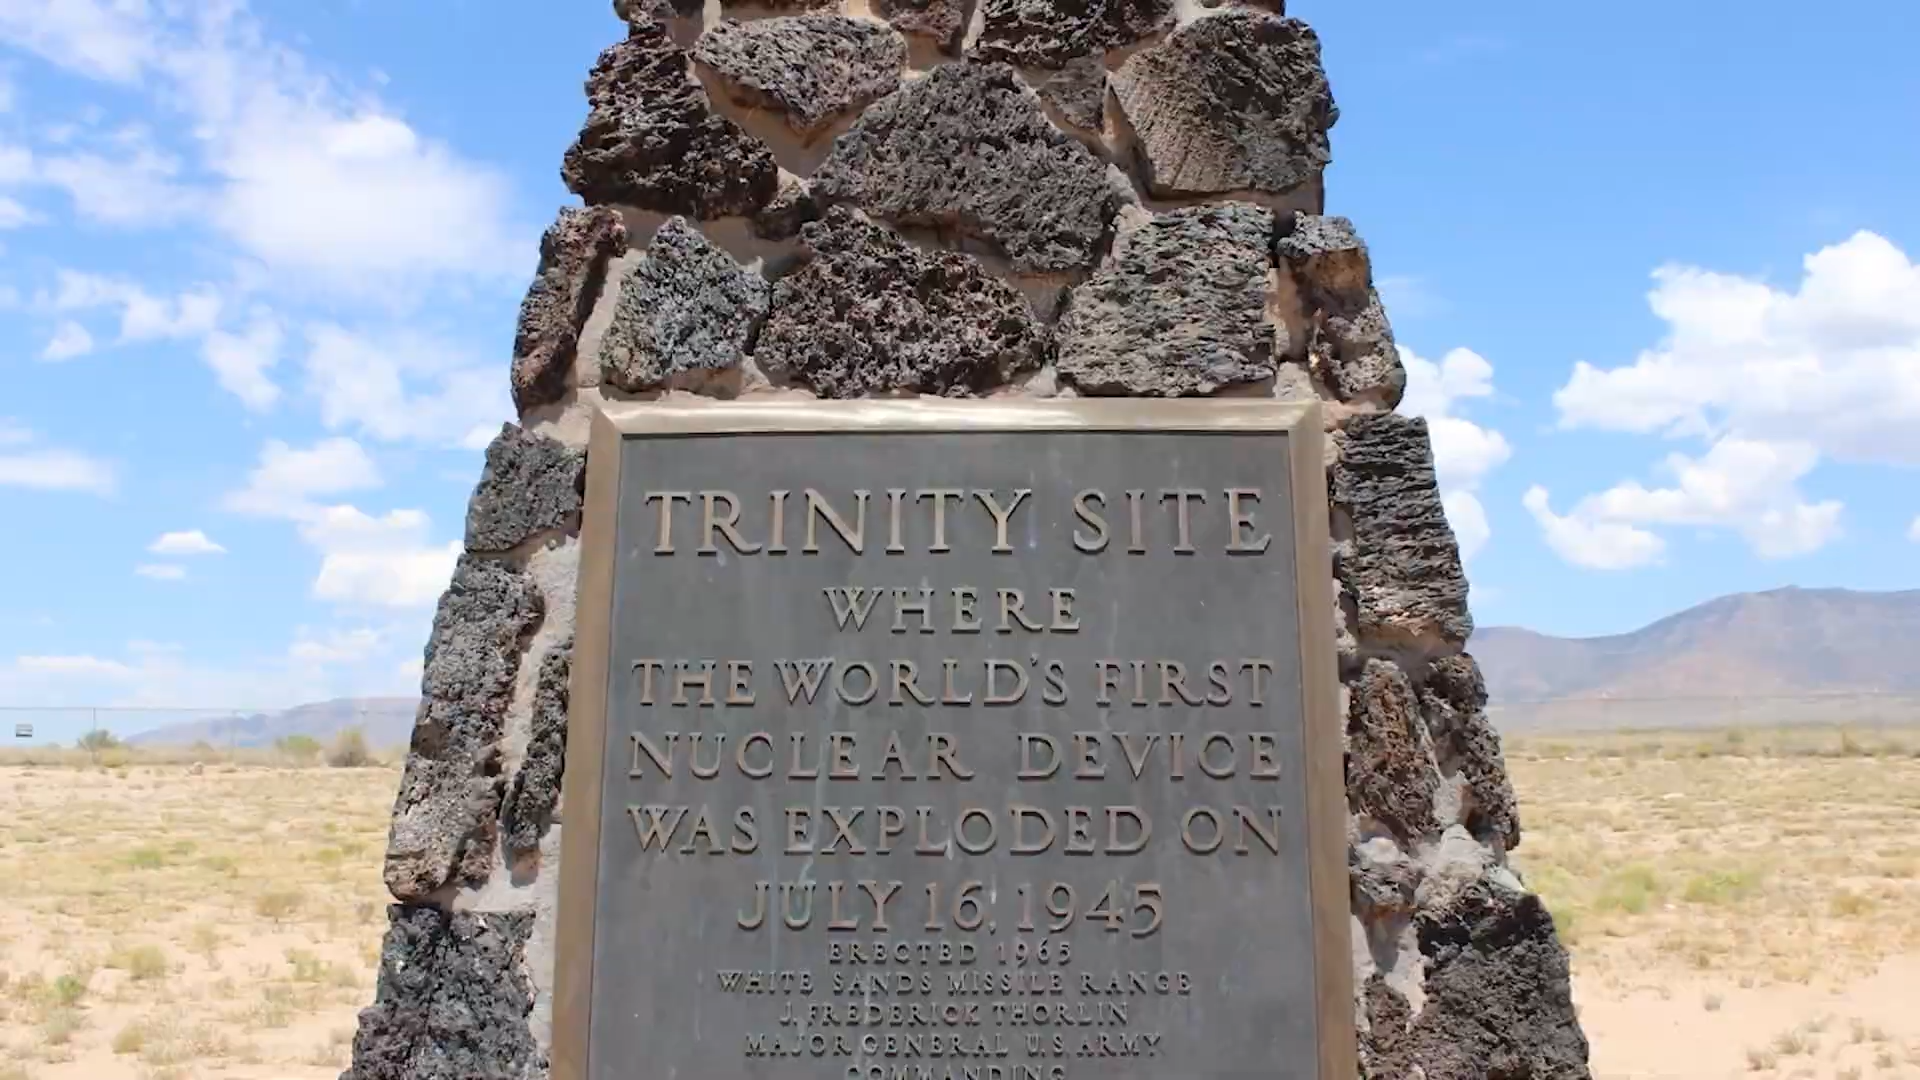 TRINITY SITE
WHERE
THE WORLD'S FIRST
NUCLEAR DEVICE
WAS EXPLODED ON
JULY 16, 1945
ERECTED 1965
WHITE SANDS MISSILE RANGE
J. FREDERICK THORLIN
MAJOR GENERAL U.S. ARMY
COMMANDING